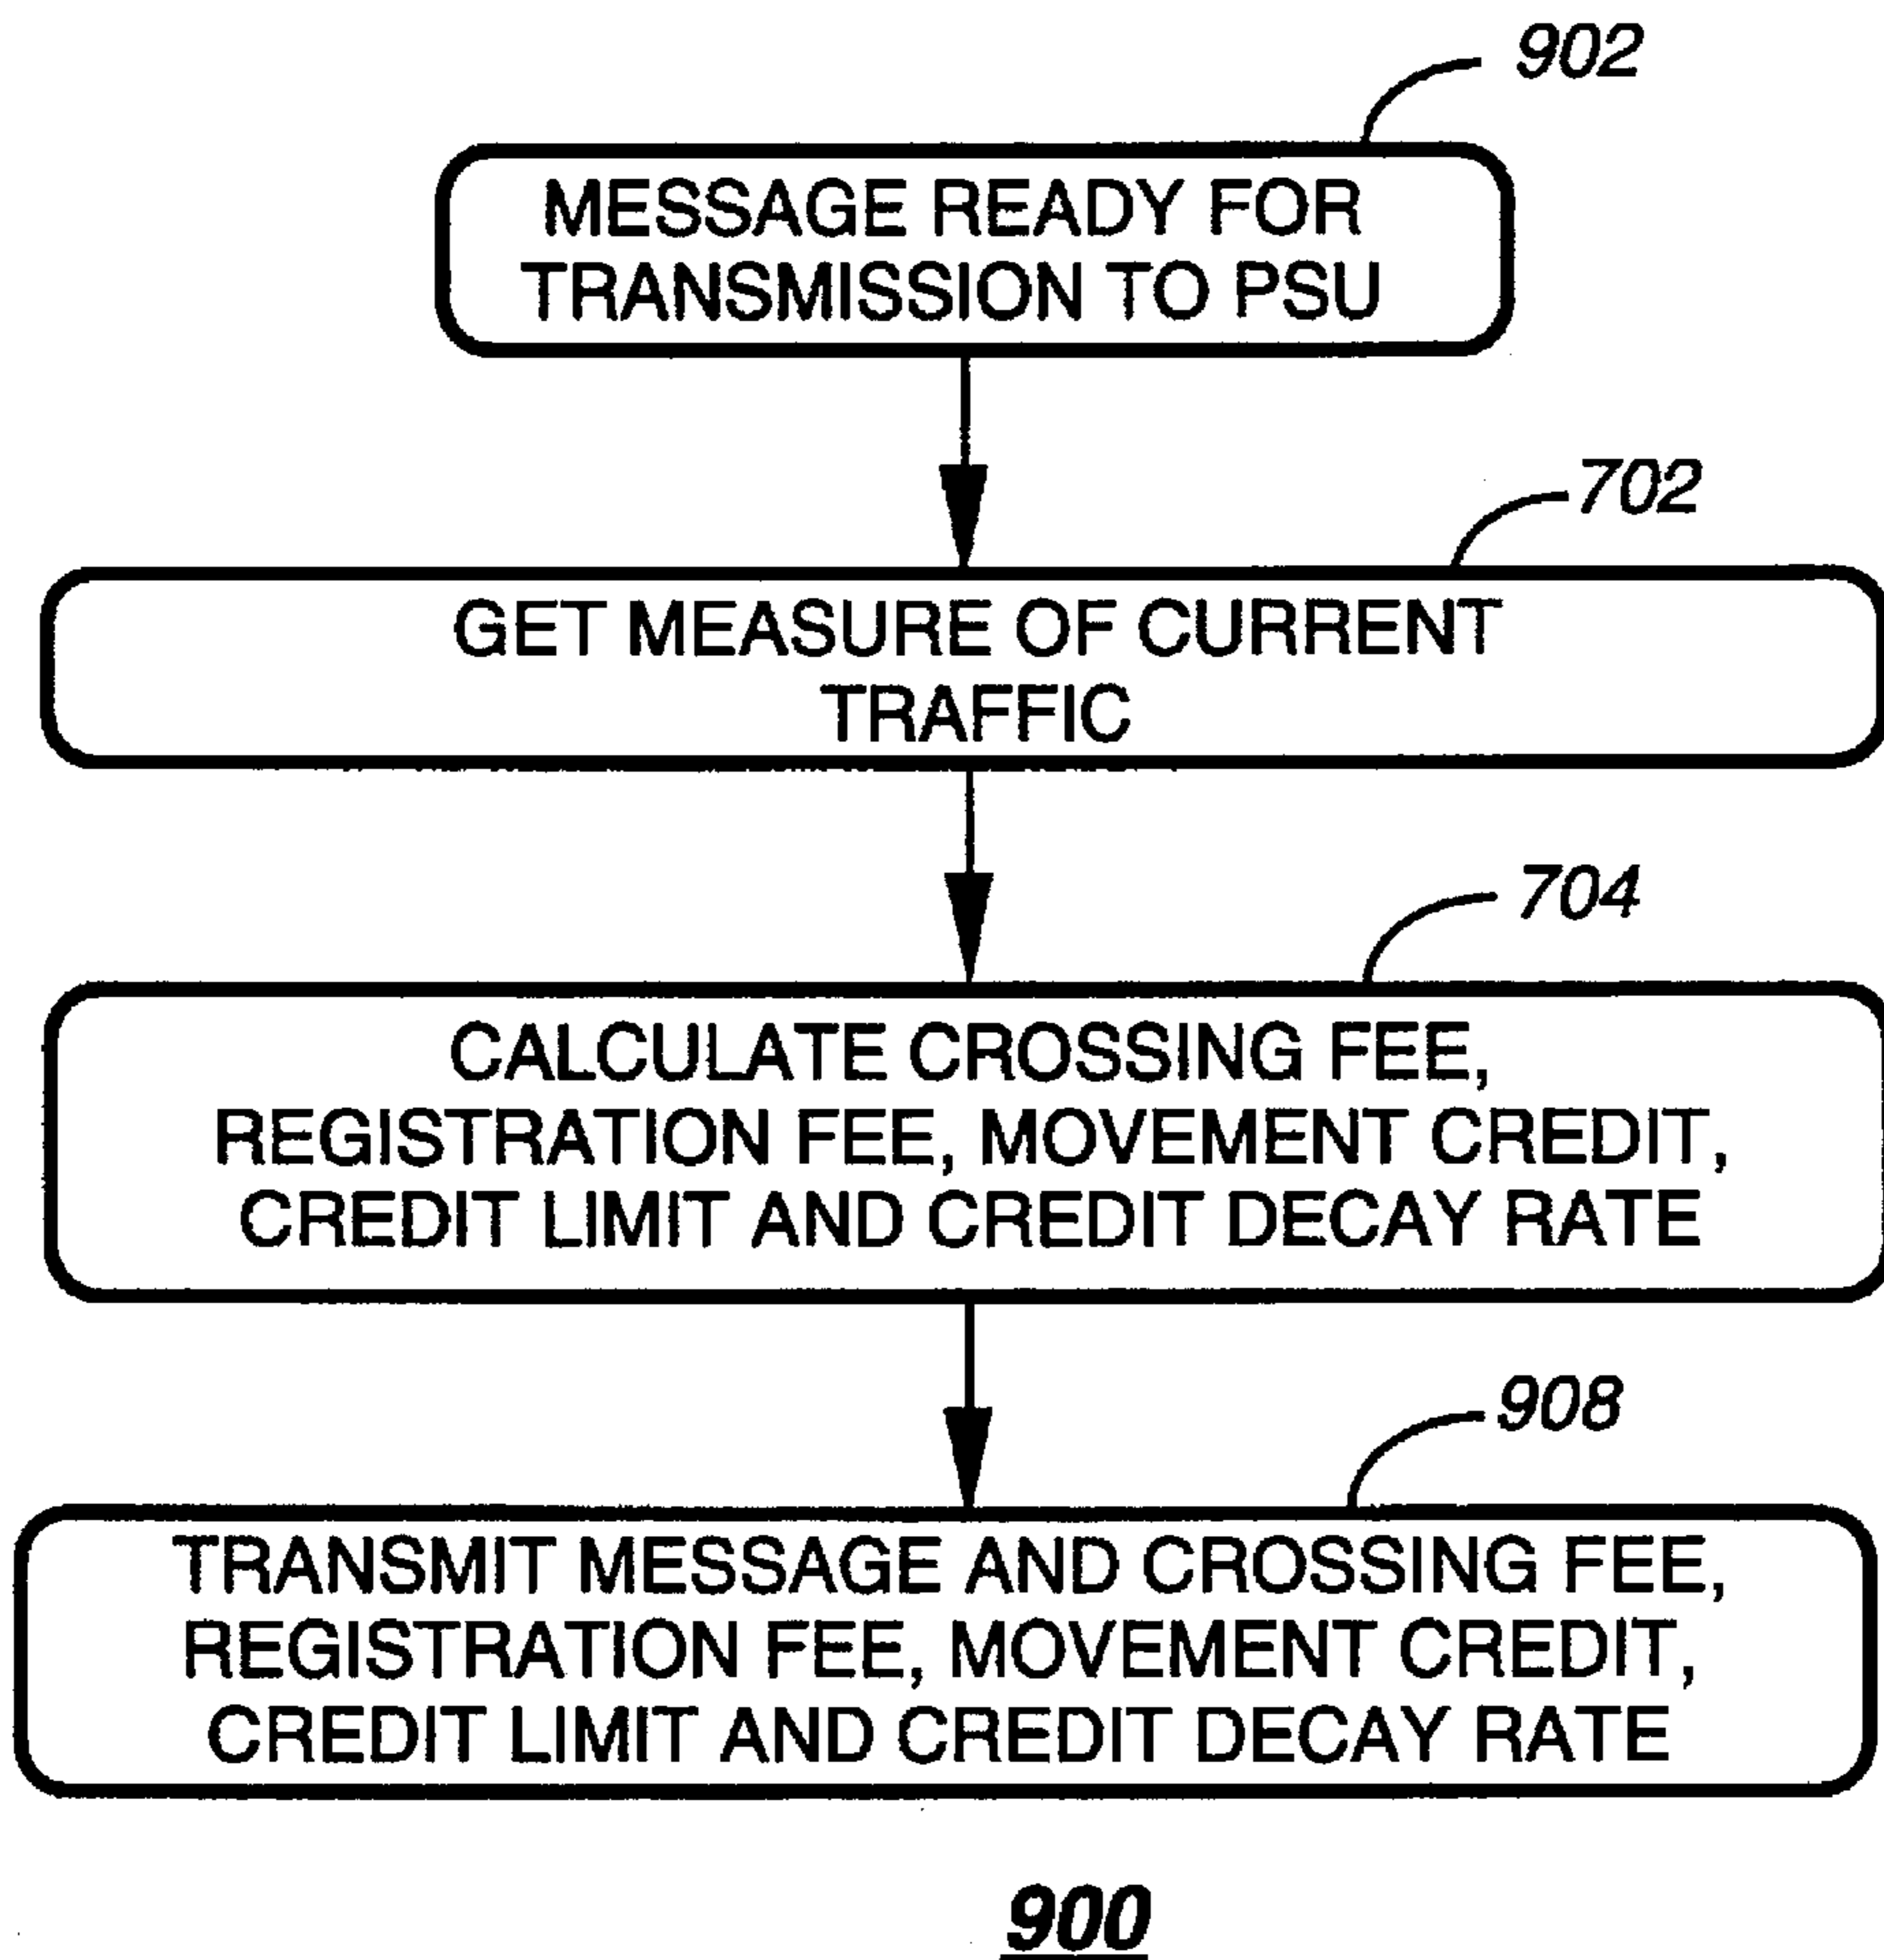 902
MESSAGE READY FOR
TRANSMISSION TO PSU
702
GET MEASURE OF CURRENT
TRAFFIC
704
CALCULATE CROSSING FEE,
REGISTRATION FEE, MOVEMENT CREDIT,
CREDIT LIMIT AND CREDIT DECAY RATE
908
TRANSMIT MESSAGE AND CROSSING FEE,
REGISTRATION FEE, MOVEMENT CREDIT,
CREDIT LIMIT AND CREDIT DECAY RATE
900